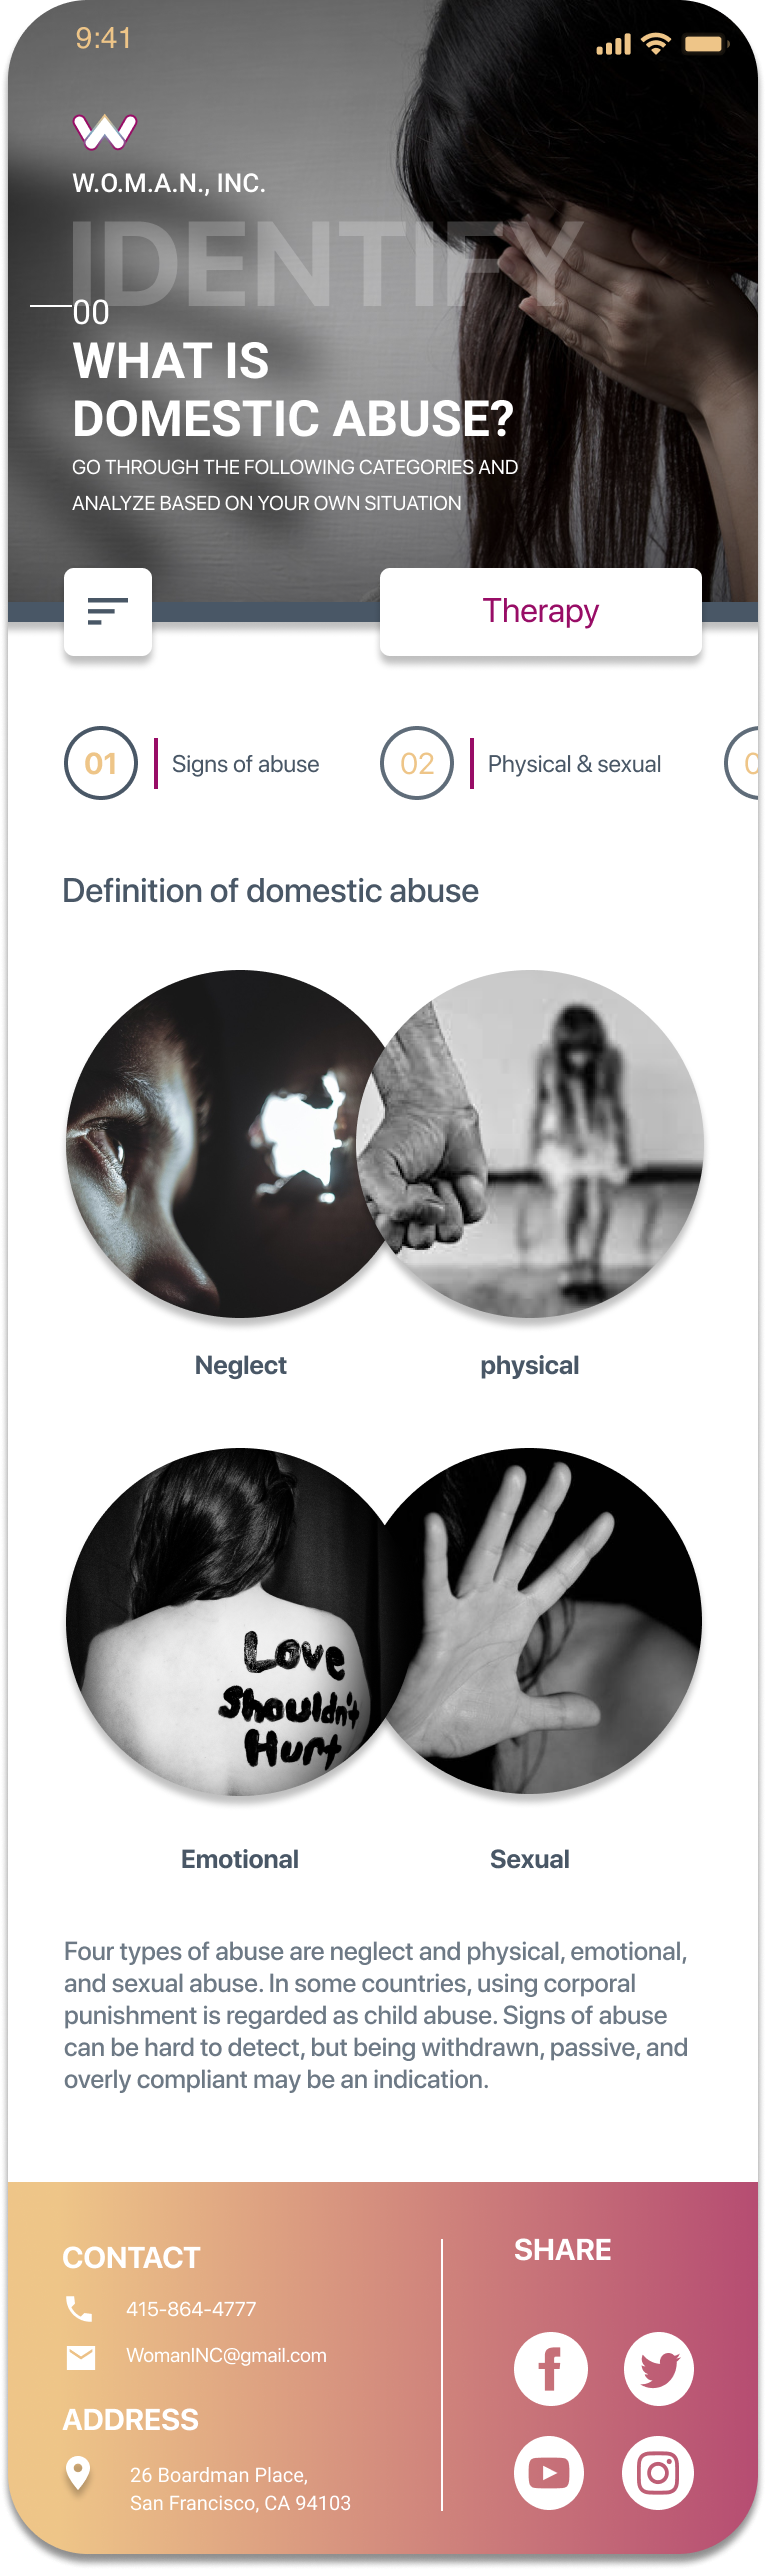 9:41
W.O.M.A.N., INC.
IDENTIFY
00
WHAT IS
DOMESTIC ABUSE?
GO THROUGH THE FOLLOWING CATEGORIES AND
ANALYZE BASED ON YOUR OWN SITUATION
Therapy
01 Signs of abuse 02 Physical & sexual 0
Definition of domestic abuse
Neglect physical
Love
Shouldn't
Hurt
Emotional Sexual
Four types of abuse are neglect and physical, emotional,
and sexual abuse. In some countries, using corporal
punishment is regarded as child abuse. Signs of abuse
can be hard to detect, but being withdrawn, passive, and
overly compliant may be an indication.
CONTACT
415-864-4777
WomanINC@gmail.com
ADDRESS
26 Boardman Place,
San Francisco, CA 94103
SHARE